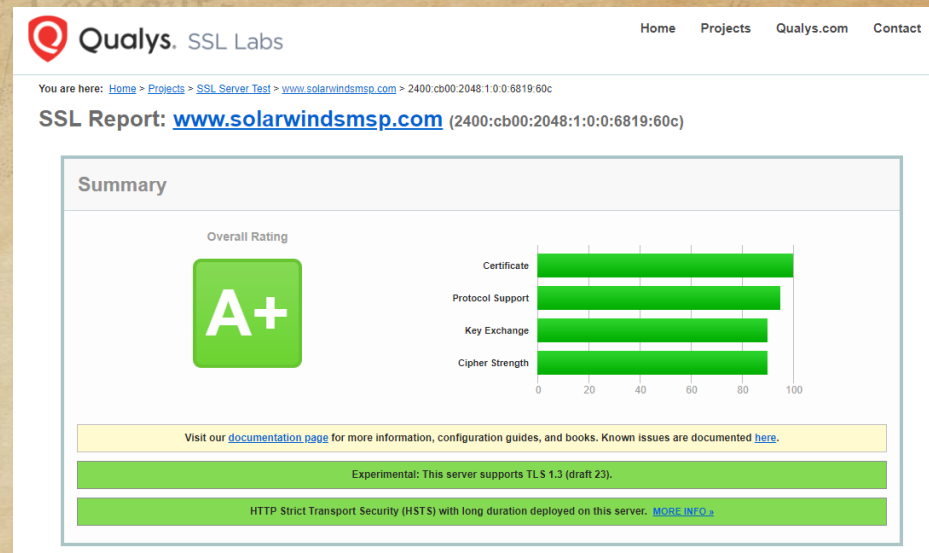 Qualys. SSL Labs
Home Projects Qualys.com Contact
You are here: Home > Projects > SSL Server Test > www.solarwindsmsp.com > 2400:cb00:2048:1:0:0:6819:60c
SSL Report: www.solarwindsmsp.com (2400:cb00:2048:1:0:0:6819:60c)
Summary
Overall Rating
A+
Certificate
Protocol Support
Key Exchange
Cipher Strength
0 20 40 60 80 100
Visit our documentation page for more information, configuration guides, and books. Known issues are documented here.
Experimental: This server supports TLS 1.3 (draft 23).
HTTP Strict Transport Security (HSTS) with long duration deployed on this server. MORE INFO »